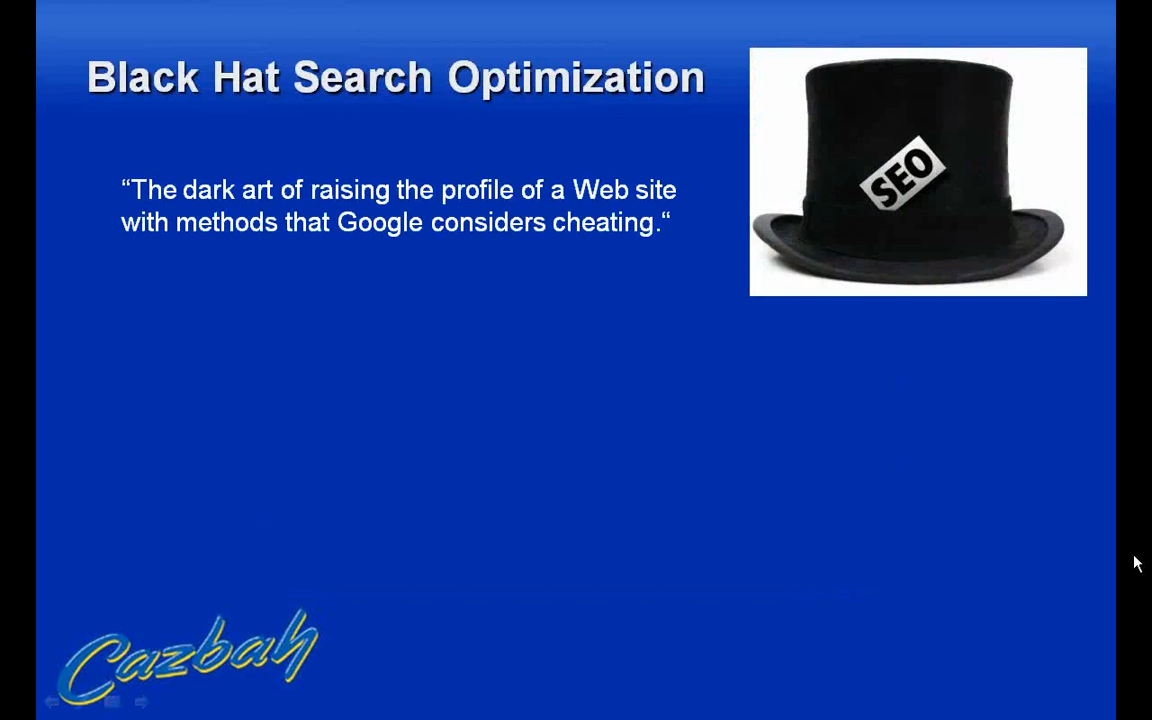 Black Hat Search Optimization
“The dark art of raising the profile of a Web site
with methods that Google considers cheating.“
SEO
Cazbah